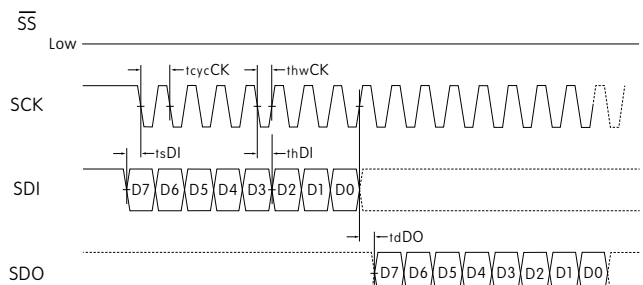 SS
Low
tcycCK
thwCK
SCK
tsDI
thDI
SDI
D7 D6 D5 D4 D3 D2 D1 D0
tdDO
SDO
D7 D6 D5 D4 D3 D2 D1 D0